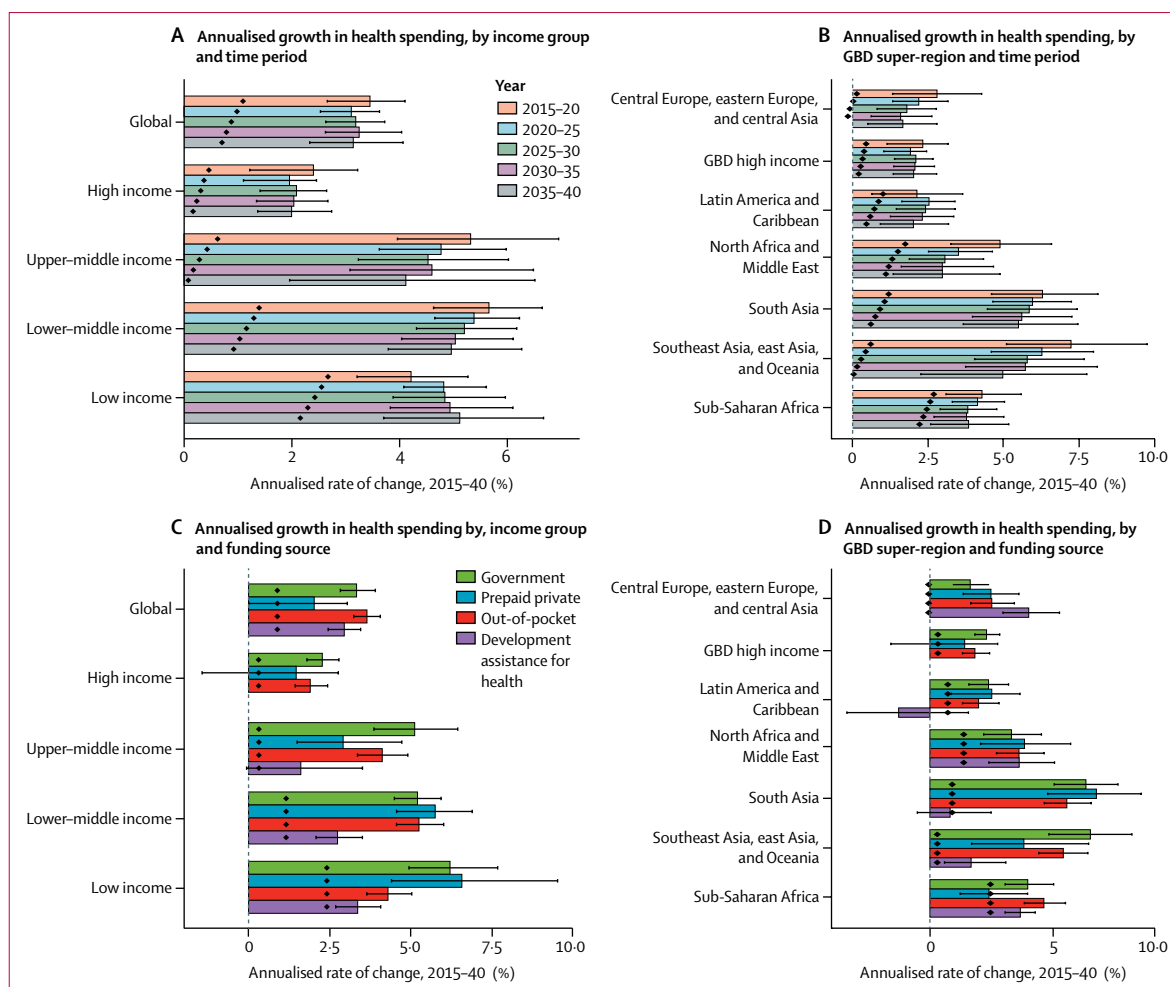 A Annualised growth in health spending, by income group
and time period
Year
2015–20
2020–25
2025–30
2030–35
2035–40
Global
High income
Upper–middle income
Lower–middle income
Low income
0 2 4 6
Annualised rate of change, 2015–40 (%)
B Annualised growth in health spending, by
GBD super-region and time period
Central Europe, eastern Europe,
and central Asia
GBD high income
Latin America and
Caribbean
North Africa and
Middle East
South Asia
Southeast Asia, east Asia,
and Oceania
Sub-Saharan Africa
0 2·5 5·0 7·5 10·0
Annualised rate of change, 2015–40 (%)
C Annualised growth in health spending by, income group
and funding source
Government
Prepaid private
Out-of-pocket
Development
assistance for
health
Global
High income
Upper–middle income
Lower–middle income
Low income
0 2·5 5·0 7·5 10·0
Annualised rate of change, 2015–40 (%)
D Annualised growth in health spending, by
GBD super-region and funding source
Central Europe, eastern Europe,
and central Asia
GBD high income
Latin America and
Caribbean
North Africa and
Middle East
South Asia
Southeast Asia, east Asia,
and Oceania
Sub-Saharan Africa
0 5 10·0
Annualised rate of change, 2015–40 (%)